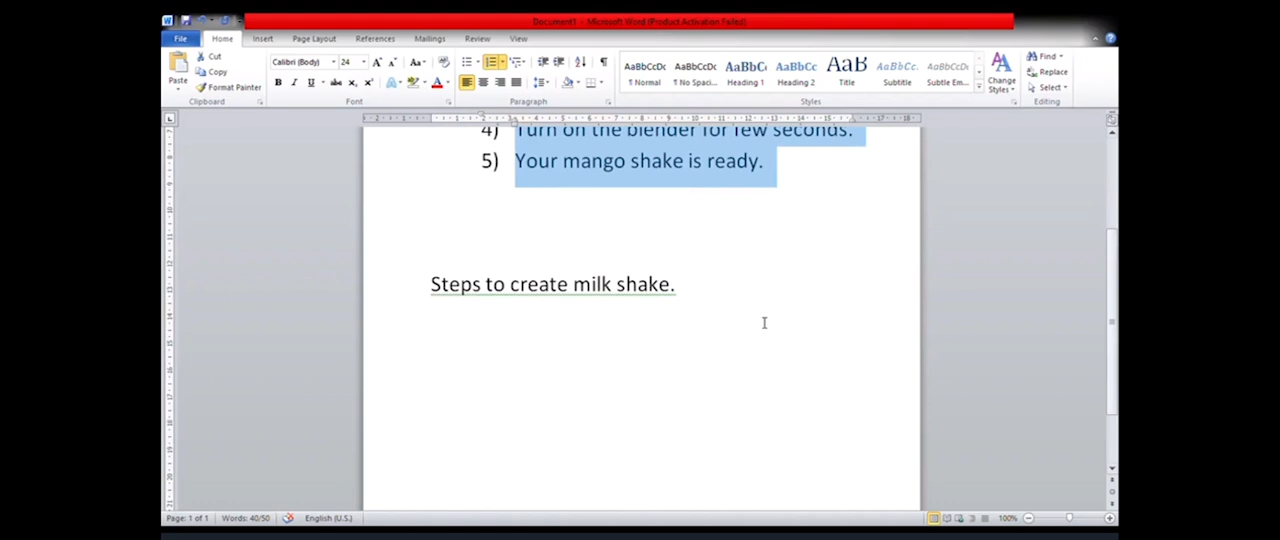 Document1 - Microsoft Word (Product Activation Failed)
File Home Insert Page Layout References Mailings Review View
Paste
Cut
Copy
Format Painter
Clipboard
Calibri (Body) 24
Font
Paragraph
AaBbCcDc AaBbCcDc AaBbC AaBbCc AaB AaBbCc. AaBbCcDc
¶ Normal ¶ No Spaci... Heading 1 Heading 2 Title Subtitle Subtle Em...
Styles
Change Styles
Find
Replace
Select
Editing
4) Turn on the blender for few seconds.
5) Your mango shake is ready.
Steps to create milk shake.
Page: 1 of 1 Words: 40/50 English (U.S.) 100%